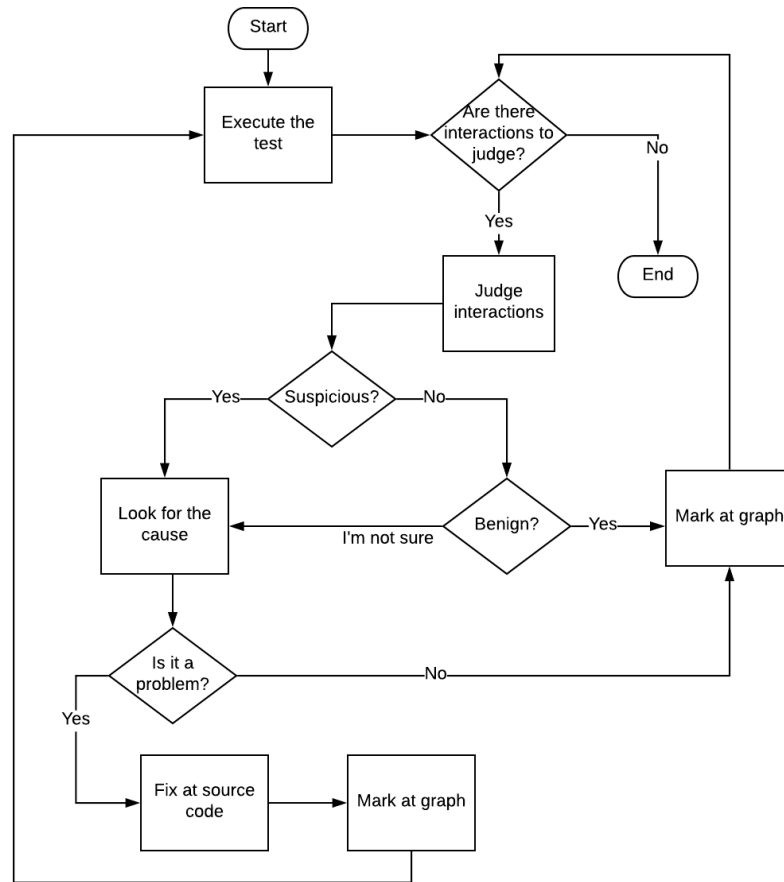 Start
Execute the
test
Are there
interactions to
judge?
No
Yes
End
Judge
interactions
Yes
Suspicious?
No
Look for the
cause
I'm not sure
Benign?
Yes
Mark at graph
Is it a
problem?
No
Yes
Fix at source
code
Mark at graph